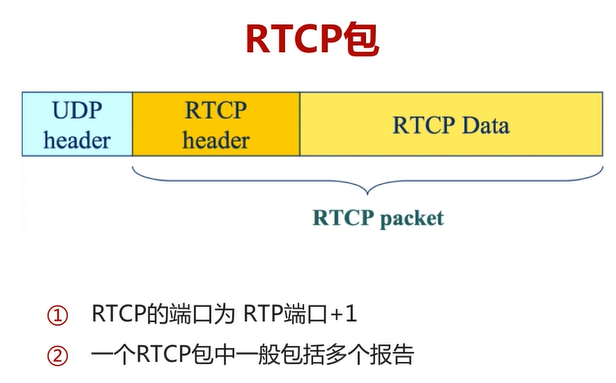 RTCP包
UDP
header
RTCP
header
RTCP Data
RTCP packet
① RTCP的端口为 RTP端口+1
② 一个RTCP包中一般包括多个报告